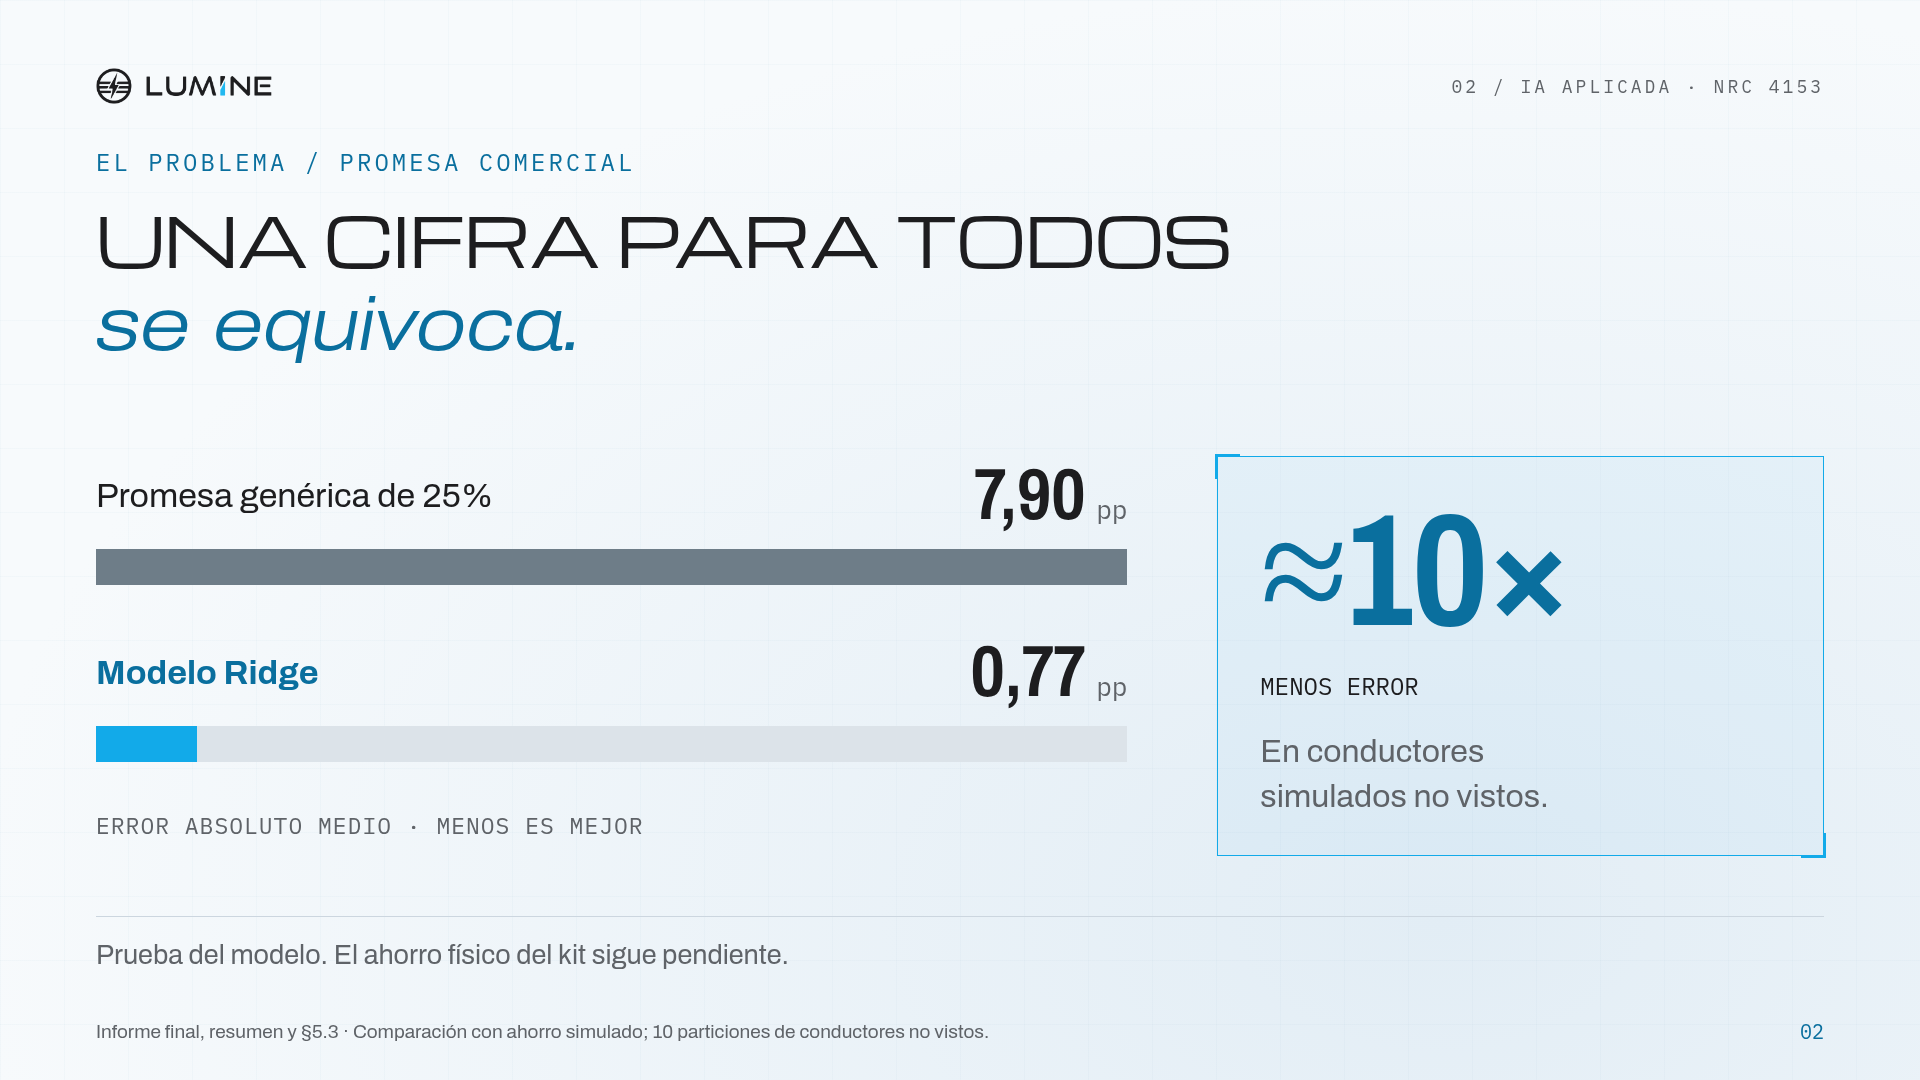 LUMINE
02 / IA APLICADA · NRC 4153
EL PROBLEMA / PROMESA COMERCIAL
UNA CIFRA PARA TODOS
se equivoca.
Promesa genérica de 25%
7,90 pp
Modelo Ridge
0,77 pp
ERROR ABSOLUTO MEDIO · MENOS ES MEJOR
≈10×
MENOS ERROR
En conductores
simulados no vistos.
Prueba del modelo. El ahorro físico del kit sigue pendiente.
Informe final, resumen y §5.3 · Comparación con ahorro simulado; 10 particiones de conductores no vistos.
02